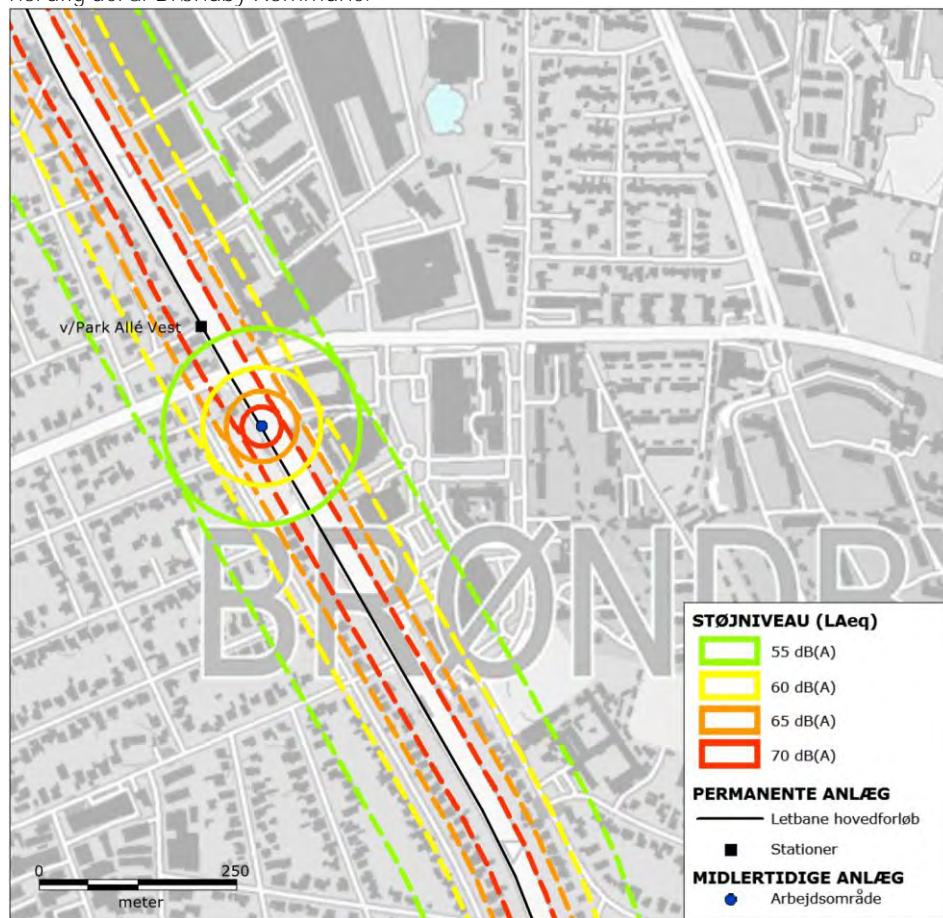 v/Park Allé Vest
BRØNDBY
STØJNIVEAU (LAeq)
55 dB(A)
60 dB(A)
65 dB(A)
70 dB(A)
PERMANENTE ANLÆG
Letbane hovedforløb
Stationer
MIDLERTIDIGE ANLÆG
Arbejdsområde
0 250
meter